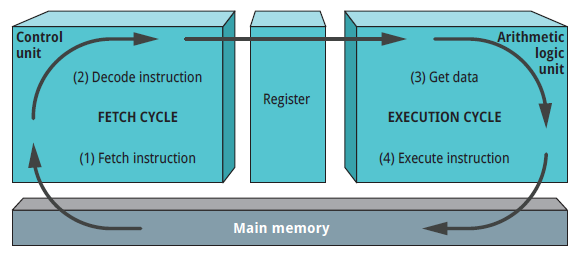 Control
unit
Arithmetic
logic
unit
(2) Decode instruction
(3) Get data
Register
FETCH CYCLE
EXECUTION CYCLE
(1) Fetch instruction
(4) Execute instruction
Main memory